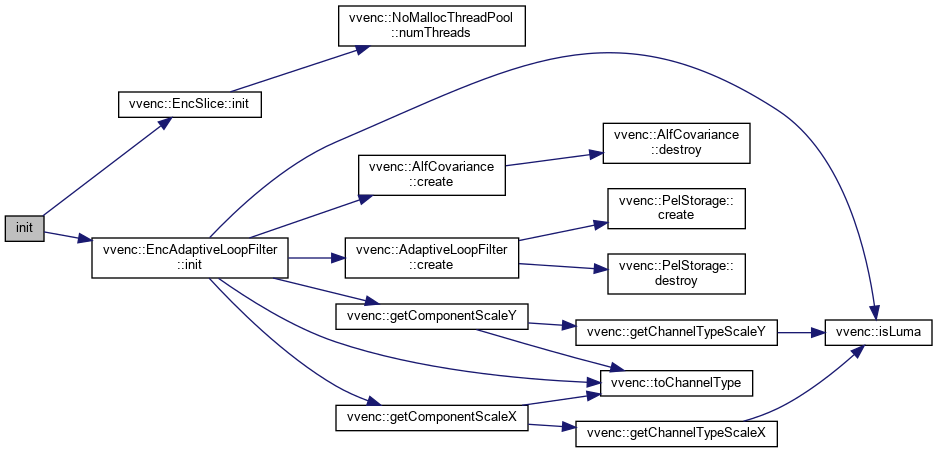 vvenc::NoMallocThreadPool
::numThreads
vvenc::EncSlice::init
vvenc::AlfCovariance
::destroy
vvenc::AlfCovariance
::create
vvenc::PelStorage::
create
init
vvenc::EncAdaptiveLoopFilter
::init
vvenc::AdaptiveLoopFilter
::create
vvenc::PelStorage::
destroy
vvenc::getComponentScaleY
vvenc::getChannelTypeScaleY
vvenc::isLuma
vvenc::toChannelType
vvenc::getComponentScaleX
vvenc::getChannelTypeScaleX